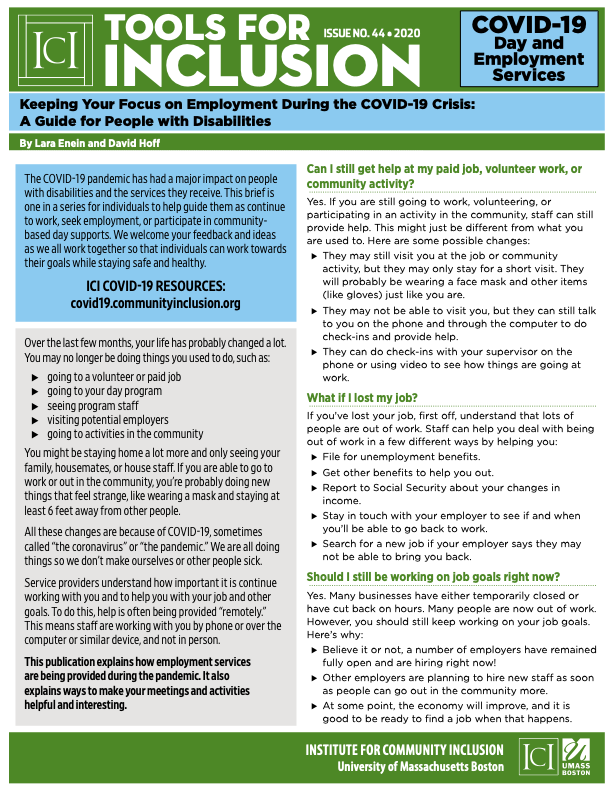 ICI
TOOLS FOR
ISSUE NO. 44 • 2020
INCLUSION
COVID-19
Day and
Employment
Services
Keeping Your Focus on Employment During the COVID-19 Crisis:
A Guide for People with Disabilities
By Lara Enein and David Hoff
The COVID-19 pandemic has had a major impact on people
with disabilities and the services they receive. This brief is
one in a series for individuals to help guide them as continue
to work, seek employment, or participate in community-
based day supports. We welcome your feedback and ideas
as we all work together so that individuals can work towards
their goals while staying safe and healthy.
ICI COVID-19 RESOURCES:
covid19.communityinclusion.org
Over the last few months, your life has probably changed a lot.
You may no longer be doing things you used to do, such as:
► going to a volunteer or paid job
► going to your day program
► seeing program staff
► visiting potential employers
► going to activities in the community
You might be staying home a lot more and only seeing your
family, housemates, or house staff. If you are able to go to
work or out in the community, you're probably doing new
things that feel strange, like wearing a mask and staying at
least 6 feet away from other people.
All these changes are because of COVID-19, sometimes
called "the coronavirus" or "the pandemic." We are all doing
things so we don't make ourselves or other people sick.
Service providers understand how important it is continue
working with you and to help you with your job and other
goals. To do this, help is often being provided "remotely."
This means staff are working with you by phone or over the
computer or similar device, and not in person.
This publication explains how employment services
are being provided during the pandemic. It also
explains ways to make your meetings and activities
helpful and interesting.
Can I still get help at my paid job, volunteer work, or
community activity?
Yes. If you are still going to work, volunteering, or
participating in an activity in the community, staff can still
provide help. This might just be different from what you
are used to. Here are some possible changes:
► They may still visit you at the job or community
activity, but they may only stay for a short visit. They
will probably be wearing a face mask and other items
(like gloves) just like you are.
► They may not be able to visit you, but they can still talk
to you on the phone and through the computer to do
check-ins and provide help.
► They can do check-ins with your supervisor on the
phone or using video to see how things are going at
work.
What if I lost my job?
If you've lost your job, first off, understand that lots of
people are out of work. Staff can help you deal with being
out of work in a few different ways by helping you:
► File for unemployment benefits.
► Get other benefits to help you out.
► Report to Social Security about your changes in
income.
► Stay in touch with your employer to see if and when
you'll be able to go back to work.
► Search for a new job if your employer says they may
not be able to bring you back.
Should I still be working on job goals right now?
Yes. Many businesses have either temporarily closed or
have cut back on hours. Many people are now out of work.
However, you should still keep working on your job goals.
Here's why:
► Believe it or not, a number of employers have remained
fully open and are hiring right now!
► Other employers are planning to hire new staff as soon
as people can go out in the community more.
► At some point, the economy will improve, and it is
good to be ready to find a job when that happens.
INSTITUTE FOR COMMUNITY INCLUSION
University of Massachusetts Boston
ICI
UMASS
BOSTON